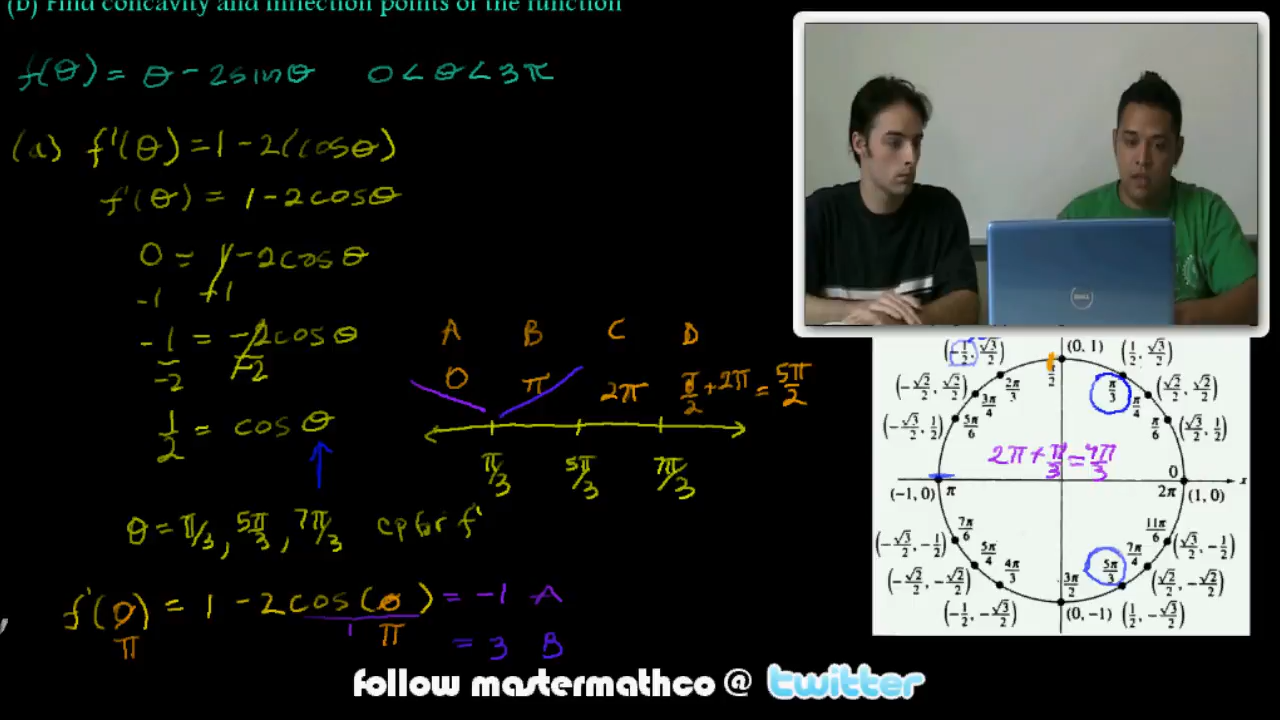 (b) Find concavity and inflection points of the function
f(θ) = θ - 2sinθ    0 < θ < 3π
(a) f'(θ) = 1 - 2(cosθ)
f'(θ) = 1 - 2cosθ
0 = 1 - 2cosθ
-1 -1
-1 = -2cosθ
-2 -2
1/2 = cosθ
A B C D
0 π 2π π/2 + 2π = 5π/2
π/3 5π/3 7π/3
θ = π/3, 5π/3, 7π/3 cp for f'
f'(0) = 1 - 2cos(0) = -1 A
π 1 π = 3 B
follow mastermathco @ twitter
DELL
(-1/2, √3/2) (0, 1) (1/2, √3/2)
(-√2/2, √2/2) 2π/3 π/2 π/3 (√2/2, √2/2)
3π/4 π/4
(-√3/2, 1/2) 5π/6 π/6 (√3/2, 1/2)
2π + π/3 = 7π/3
(-1, 0) π 0 2π (1, 0) x
(-√3/2, -1/2) 7π/6 11π/6 (√3/2, -1/2)
(-√2/2, -√2/2) 5π/4 4π/3 3π/2 5π/3 7π/4 (√2/2, -√2/2)
(-1/2, -√3/2) (0, -1) (1/2, -√3/2)